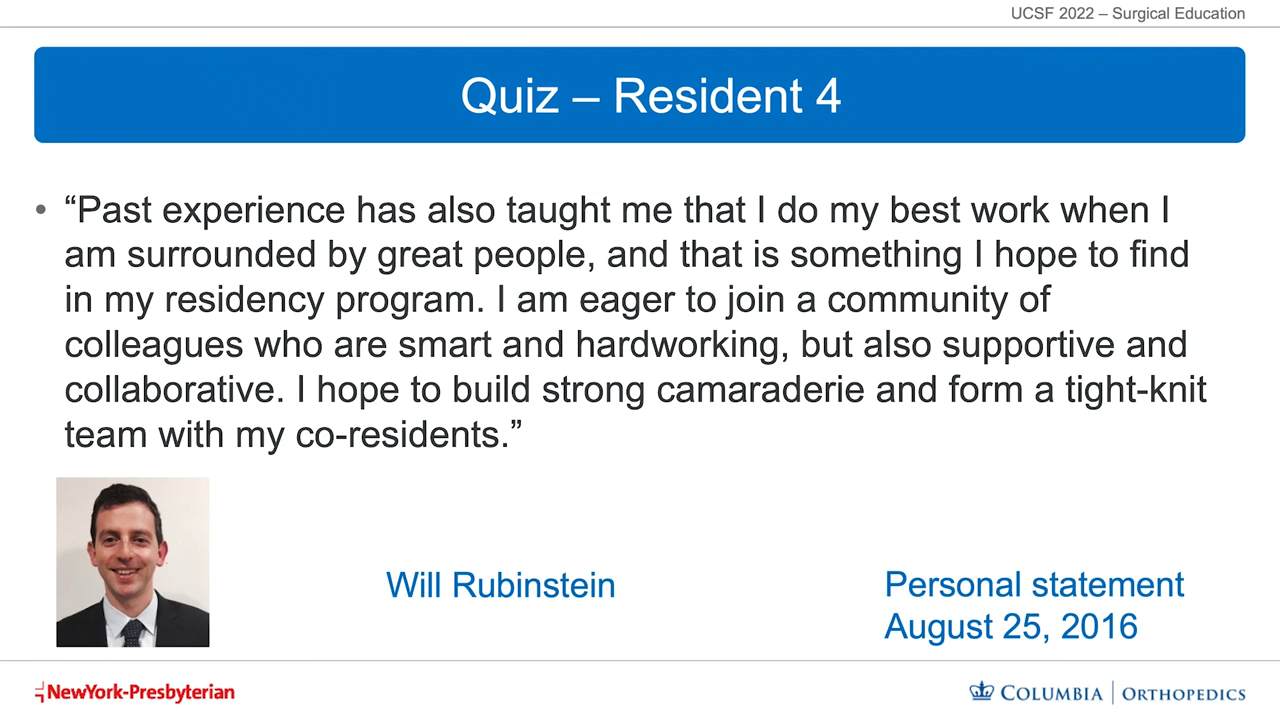 UCSF 2022 – Surgical Education
Quiz – Resident 4
• “Past experience has also taught me that I do my best work when I
am surrounded by great people, and that is something I hope to find
in my residency program. I am eager to join a community of
colleagues who are smart and hardworking, but also supportive and
collaborative. I hope to build strong camaraderie and form a tight-knit
team with my co-residents.”
Will Rubinstein
Personal statement
August 25, 2016
NewYork-Presbyterian
COLUMBIA | ORTHOPEDICS